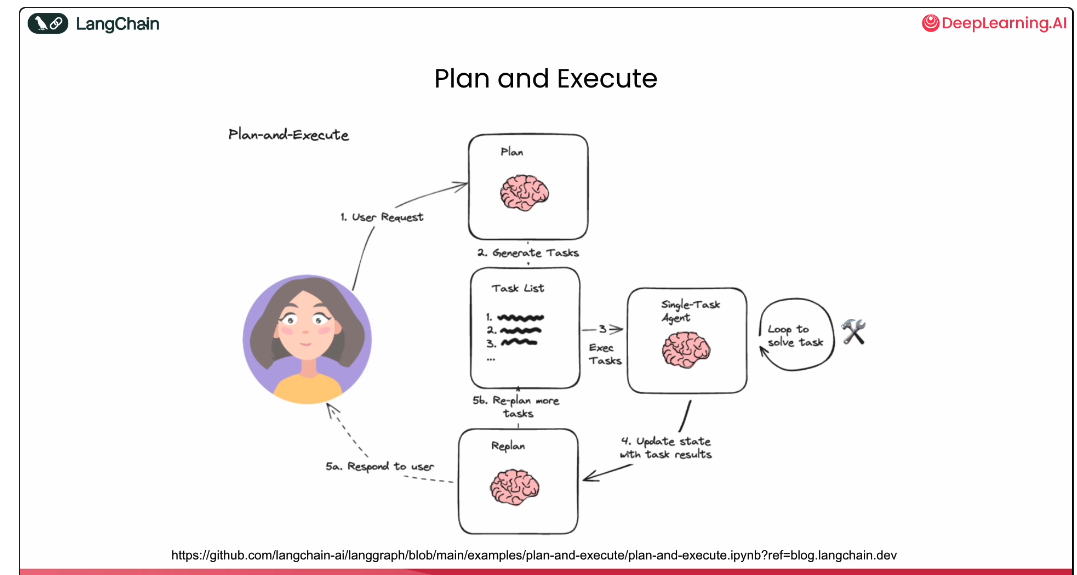 LangChain
DeepLearning.AI
Plan and Execute
Plan-and-Execute
Plan
1. User Request
2. Generate Tasks
Task List
1.
2.
3.
...
3
Exec
Tasks
Single-Task
Agent
Loop to
solve task
5b. Re-plan more
tasks
4. Update state
with task results
Replan
5a. Respond to user
https://github.com/langchain-ai/langgraph/blob/main/examples/plan-and-execute/plan-and-execute.ipynb?ref=blog.langchain.dev